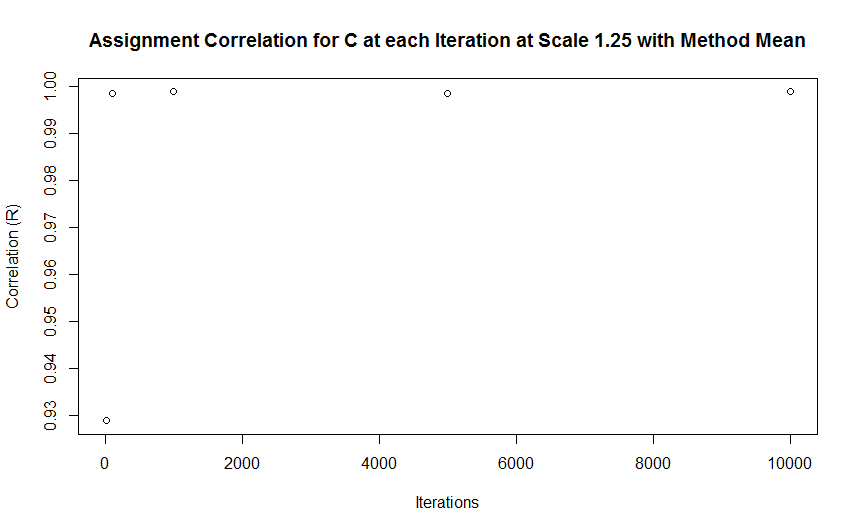 Assignment Correlation for C at each Iteration at Scale 1.25 with Method Mean
Correlation (R)
1.00
0.99
0.98
0.97
0.96
0.95
0.94
0.93
0 2000 4000 6000 8000 10000
Iterations